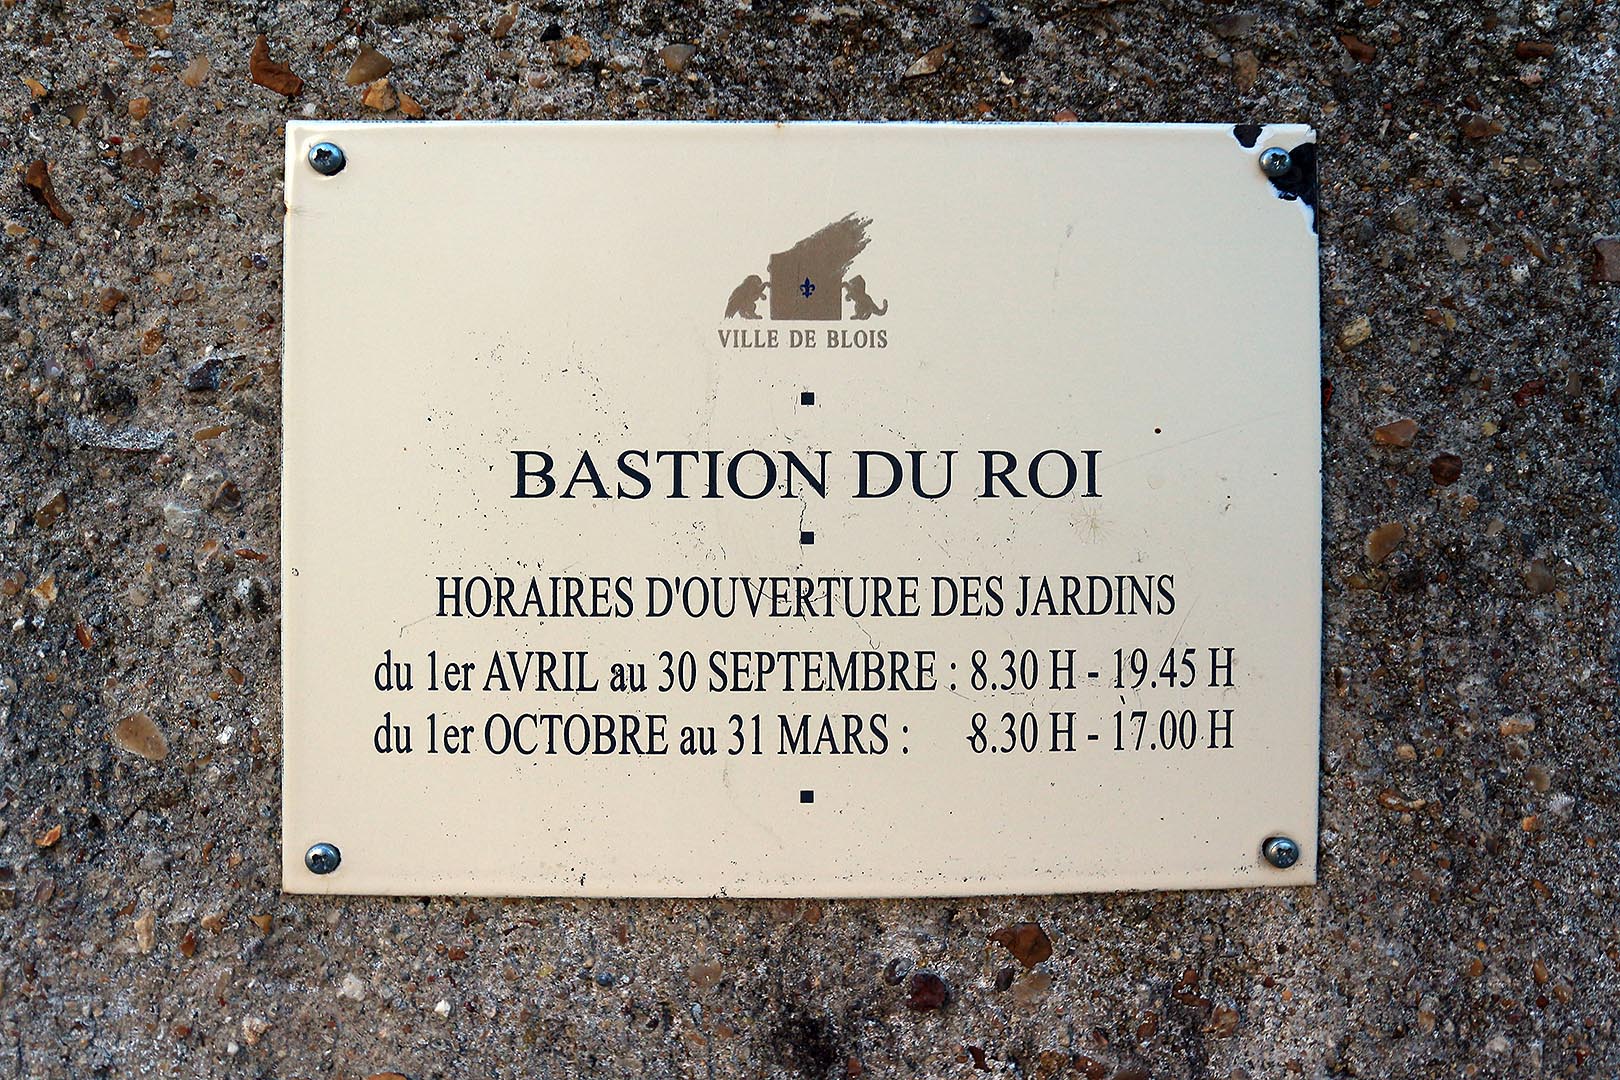 VILLE DE BLOIS
BASTION DU ROI
HORAIRES D'OUVERTURE DES JARDINS
du 1er AVRIL au 30 SEPTEMBRE : 8.30 H - 19.45 H
du 1er OCTOBRE au 31 MARS : 8.30 H - 17.00 H